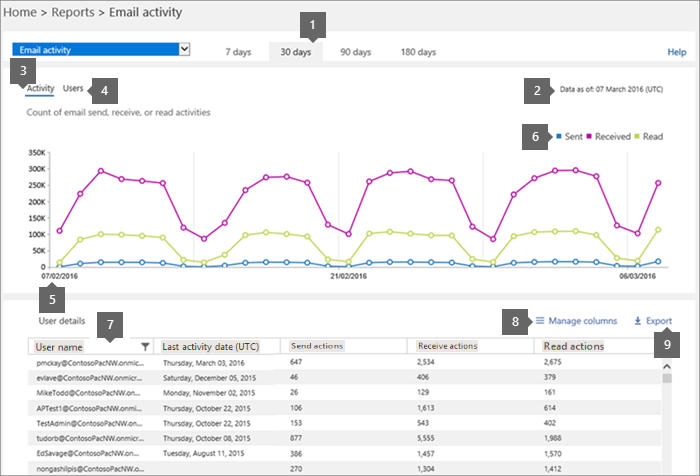 Home > Reports > Email activity
1
Email activity
7 days
30 days
90 days
180 days
Help
3
4
2
Activity
Users
Data as of: 07 March 2016 (UTC)
Count of email send, receive, or read activities
6
Sent
Received
Read
350K
300K
250K
200K
150K
100K
50K
0
07/02/2016
21/02/2016
06/03/2016
5
User details
7
8
Manage columns
Export
9
User name
Last activity date (UTC)
Send actions
Receive actions
Read actions
pmckay@ContosoPacNW.onmic...
Thursday, March 03, 2016
647
2,534
2,675
evlave@ContosoPacNW.onmicr...
Saturday, December 05, 2015
46
406
379
MikeTodd@ContosoPacNW.on...
Monday, November 02, 2015
26
129
161
APTest1@ContosoPacNW.onmi...
Thursday, October 22, 2015
106
1,613
614
TestAdmin@ContosoPacNW.on...
Thursday, October 22, 2015
153
543
402
tudorb@ContosoPacNW.onmicr...
Thursday, October 08, 2015
877
5,555
1,988
EdSavage@ContosoPacNW.on...
Tuesday, August 11, 2015
386
1,457
1,570
nongashilpis@ContosoPacNW....
270
1,304
1,412